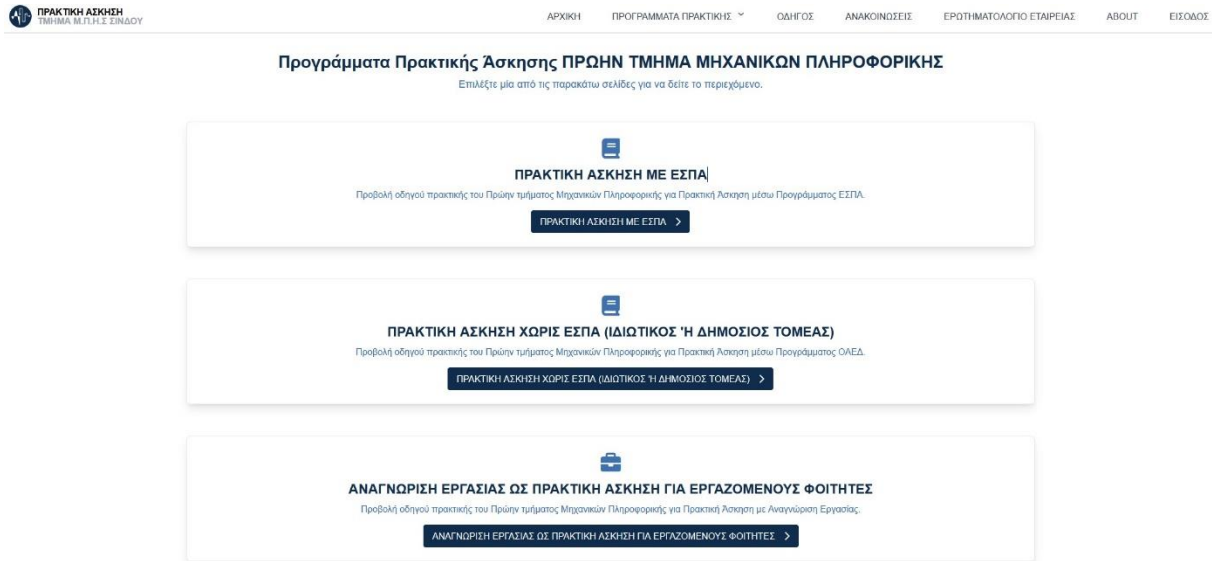 ΠΡΑΚΤΙΚΗ ΑΣΚΗΣΗ
ΤΜΗΜΑ Μ.Π.Η.Σ ΣΙΝΔΟΥ
ΑΡΧΙΚΗ ΠΡΟΓΡΑΜΜΑΤΑ ΠΡΑΚΤΙΚΗΣ ΟΔΗΓΟΣ ΑΝΑΚΟΙΝΩΣΕΙΣ ΕΡΩΤΗΜΑΤΟΛΟΓΙΟ ΕΤΑΙΡΕΙΑΣ ABOUT ΕΙΣΟΔΟΣ
Προγράμματα Πρακτικής Άσκησης ΠΡΩΗΝ ΤΜΗΜΑ ΜΗΧΑΝΙΚΩΝ ΠΛΗΡΟΦΟΡΙΚΗΣ
Επιλέξτε μία από τις παρακάτω σελίδες για να δείτε το περιεχόμενο.
ΠΡΑΚΤΙΚΗ ΑΣΚΗΣΗ ΜΕ ΕΣΠΑ
Προβολή οδηγού πρακτικής του Πρώην τμήματος Μηχανικών Πληροφορικής για Πρακτική Άσκηση μέσω Προγράμματος ΕΣΠΑ.
ΠΡΑΚΤΙΚΗ ΑΣΚΗΣΗ ΜΕ ΕΣΠΑ
ΠΡΑΚΤΙΚΗ ΑΣΚΗΣΗ ΧΩΡΙΣ ΕΣΠΑ (ΙΔΙΩΤΙΚΟΣ 'Η ΔΗΜΟΣΙΟΣ ΤΟΜΕΑΣ)
Προβολή οδηγού πρακτικής του Πρώην τμήματος Μηχανικών Πληροφορικής για Πρακτική Άσκηση μέσω Προγράμματος ΟΑΕΔ.
ΠΡΑΚΤΙΚΗ ΑΣΚΗΣΗ ΧΩΡΙΣ ΕΣΠΑ (ΙΔΙΩΤΙΚΟΣ 'Η ΔΗΜΟΣΙΟΣ ΤΟΜΕΑΣ)
ΑΝΑΓΝΩΡΙΣΗ ΕΡΓΑΣΙΑΣ ΩΣ ΠΡΑΚΤΙΚΗ ΑΣΚΗΣΗ ΓΙΑ ΕΡΓΑΖΟΜΕΝΟΥΣ ΦΟΙΤΗΤΕΣ
Προβολή οδηγού πρακτικής του Πρώην τμήματος Μηχανικών Πληροφορικής για Πρακτική Άσκηση με Αναγνώριση Εργασίας.
ΑΝΑΓΝΩΡΙΣΗ ΕΡΓΑΣΙΑΣ ΩΣ ΠΡΑΚΤΙΚΗ ΑΣΚΗΣΗ ΓΙΑ ΕΡΓΑΖΟΜΕΝΟΥΣ ΦΟΙΤΗΤΕΣ